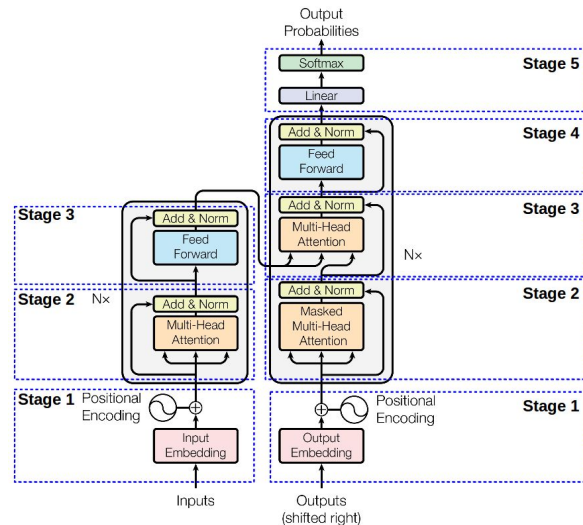 Output
Probabilities
Softmax
Stage 5
Linear
Add & Norm
Stage 4
Feed
Forward
Add & Norm
Stage 3
Multi-Head
Attention
N×
Add & Norm
Stage 2
Masked
Multi-Head
Attention
Stage 1
Positional
Encoding
Output
Embedding
Outputs
(shifted right)
Stage 3
Add & Norm
Feed
Forward
Stage 2
N×
Add & Norm
Multi-Head
Attention
Stage 1
Positional
Encoding
Input
Embedding
Inputs